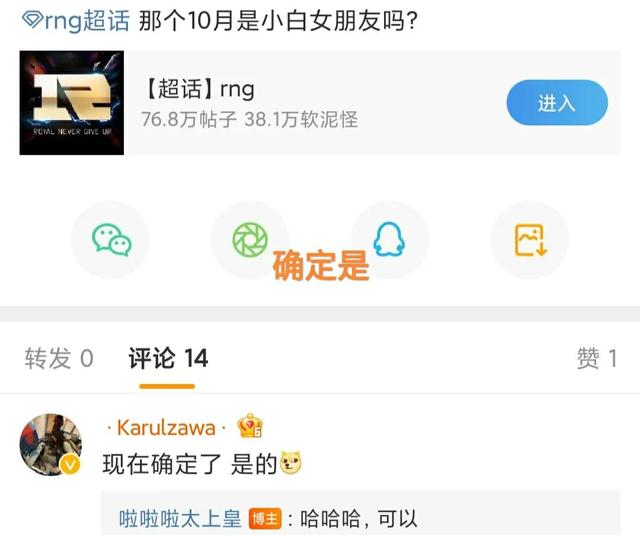 rng超话 那个10月是小白女朋友吗?
【超话】rng
76.8万帖子 38.1万软泥怪
进入
ROYAL NEVER GIVE UP
确定是
转发 0
评论 14
赞 1
· Karulzawa ·
6
现在确定了 是的
啦啦啦太上皇 博主 : 哈哈哈, 可以